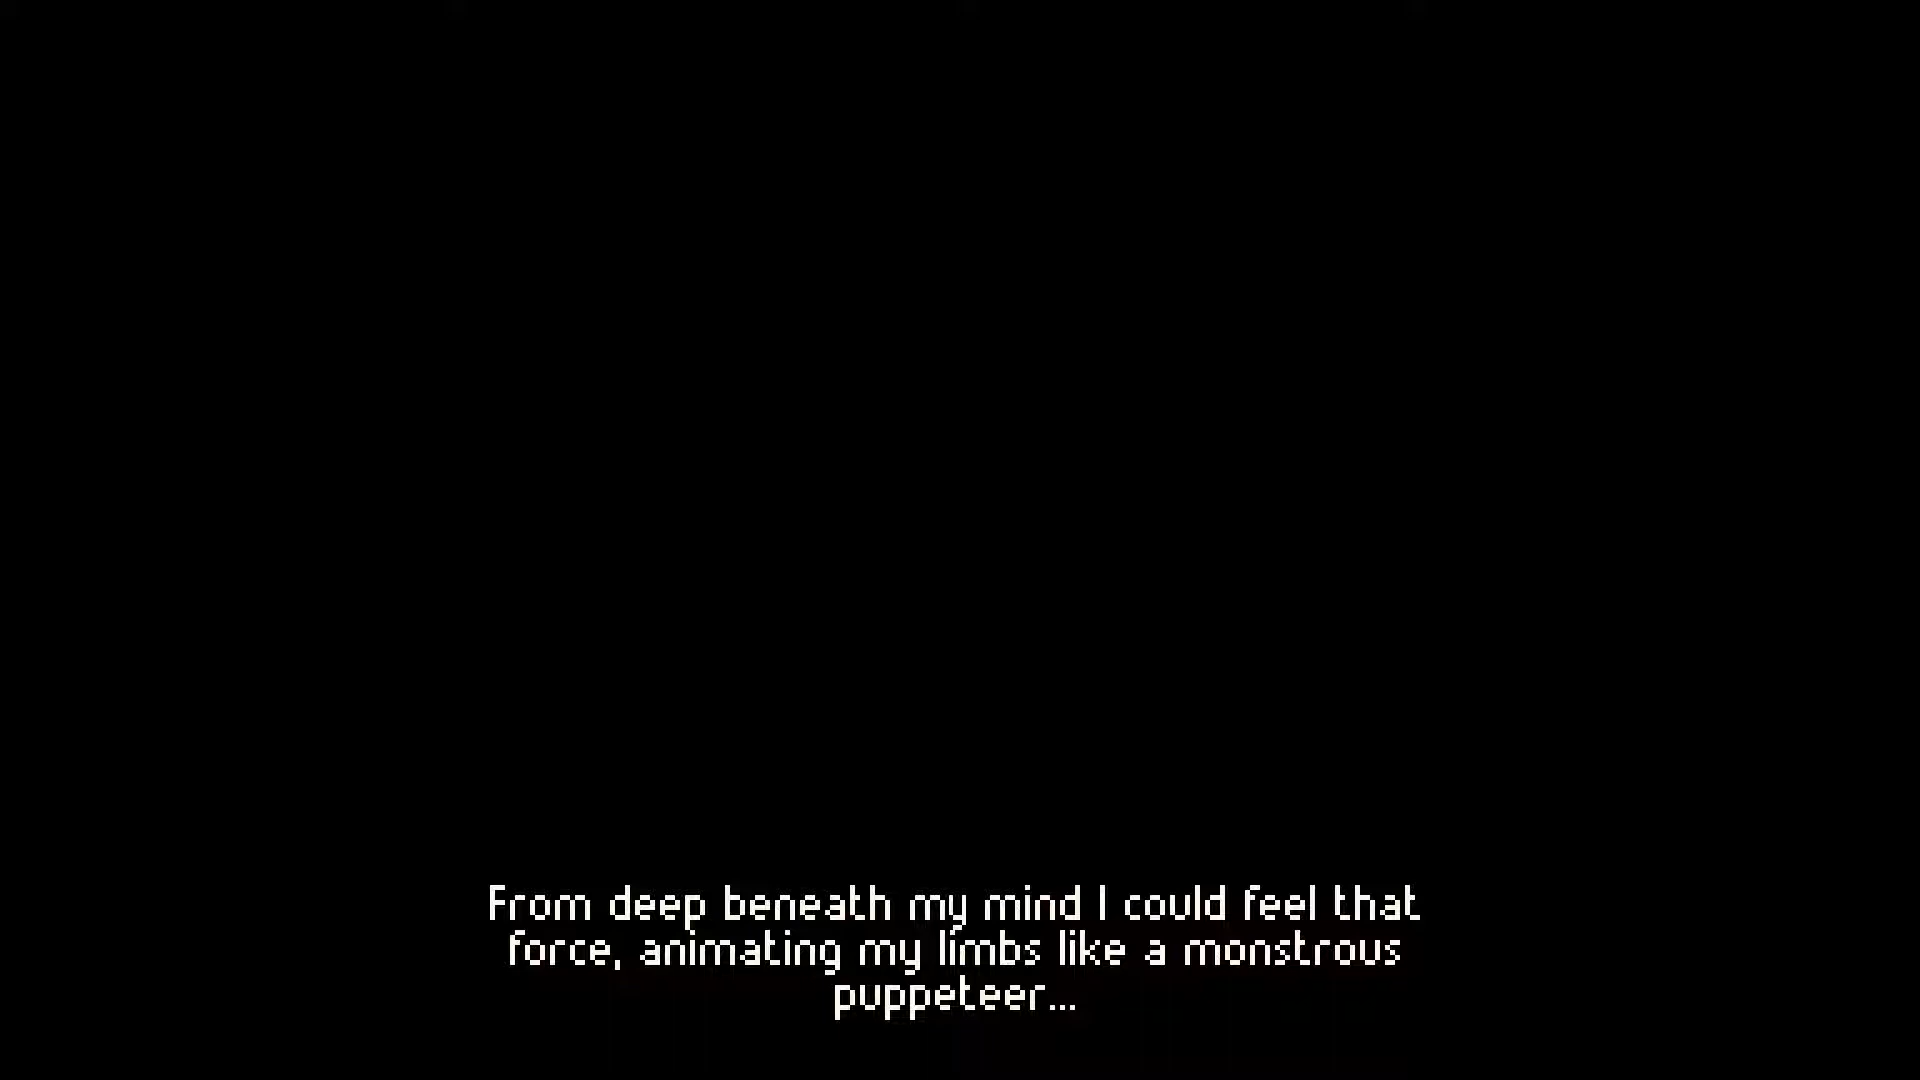 From deep beneath my mind I could feel that
force, animating my limbs like a monstrous
puppeteer...